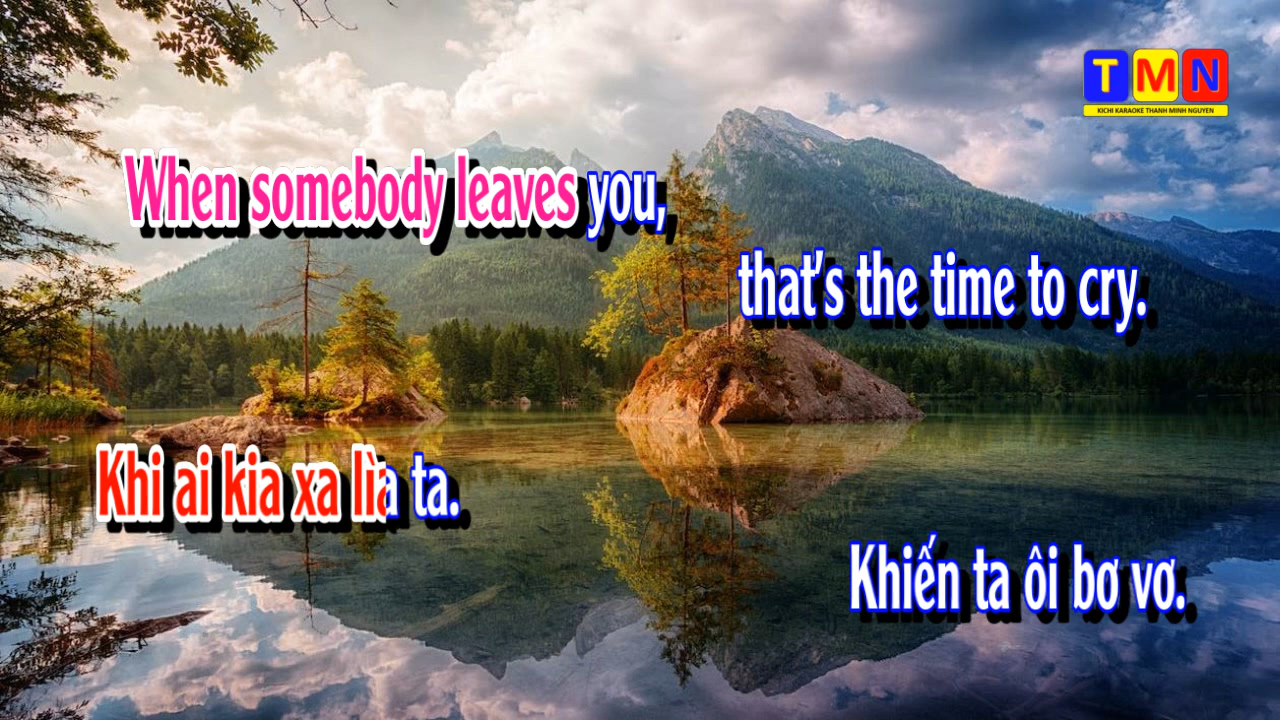 TMN
KICHI KARAOKE THANH MINH NGUYEN
When somebody leaves you,
that's the time to cry.
Khi ai kia xa lìa ta.
Khiến ta ôi bơ vơ.